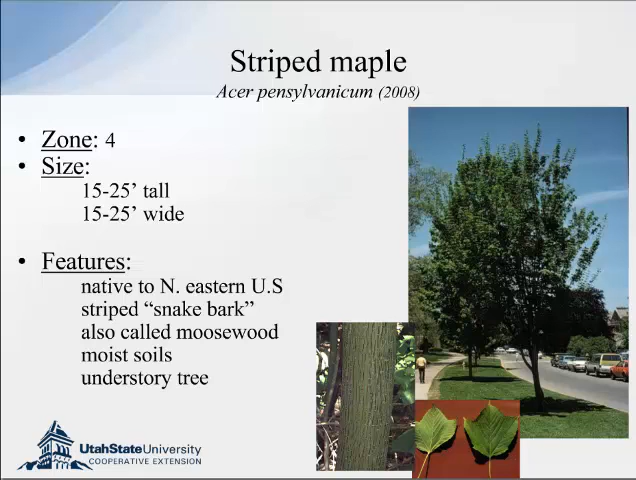 Striped maple
Acer pensylvanicum (2008)
• Zone: 4
• Size:
15-25’ tall
15-25’ wide
• Features:
native to N. eastern U.S
striped “snake bark”
also called moosewood
moist soils
understory tree
UtahStateUniversity
COOPERATIVE EXTENSION